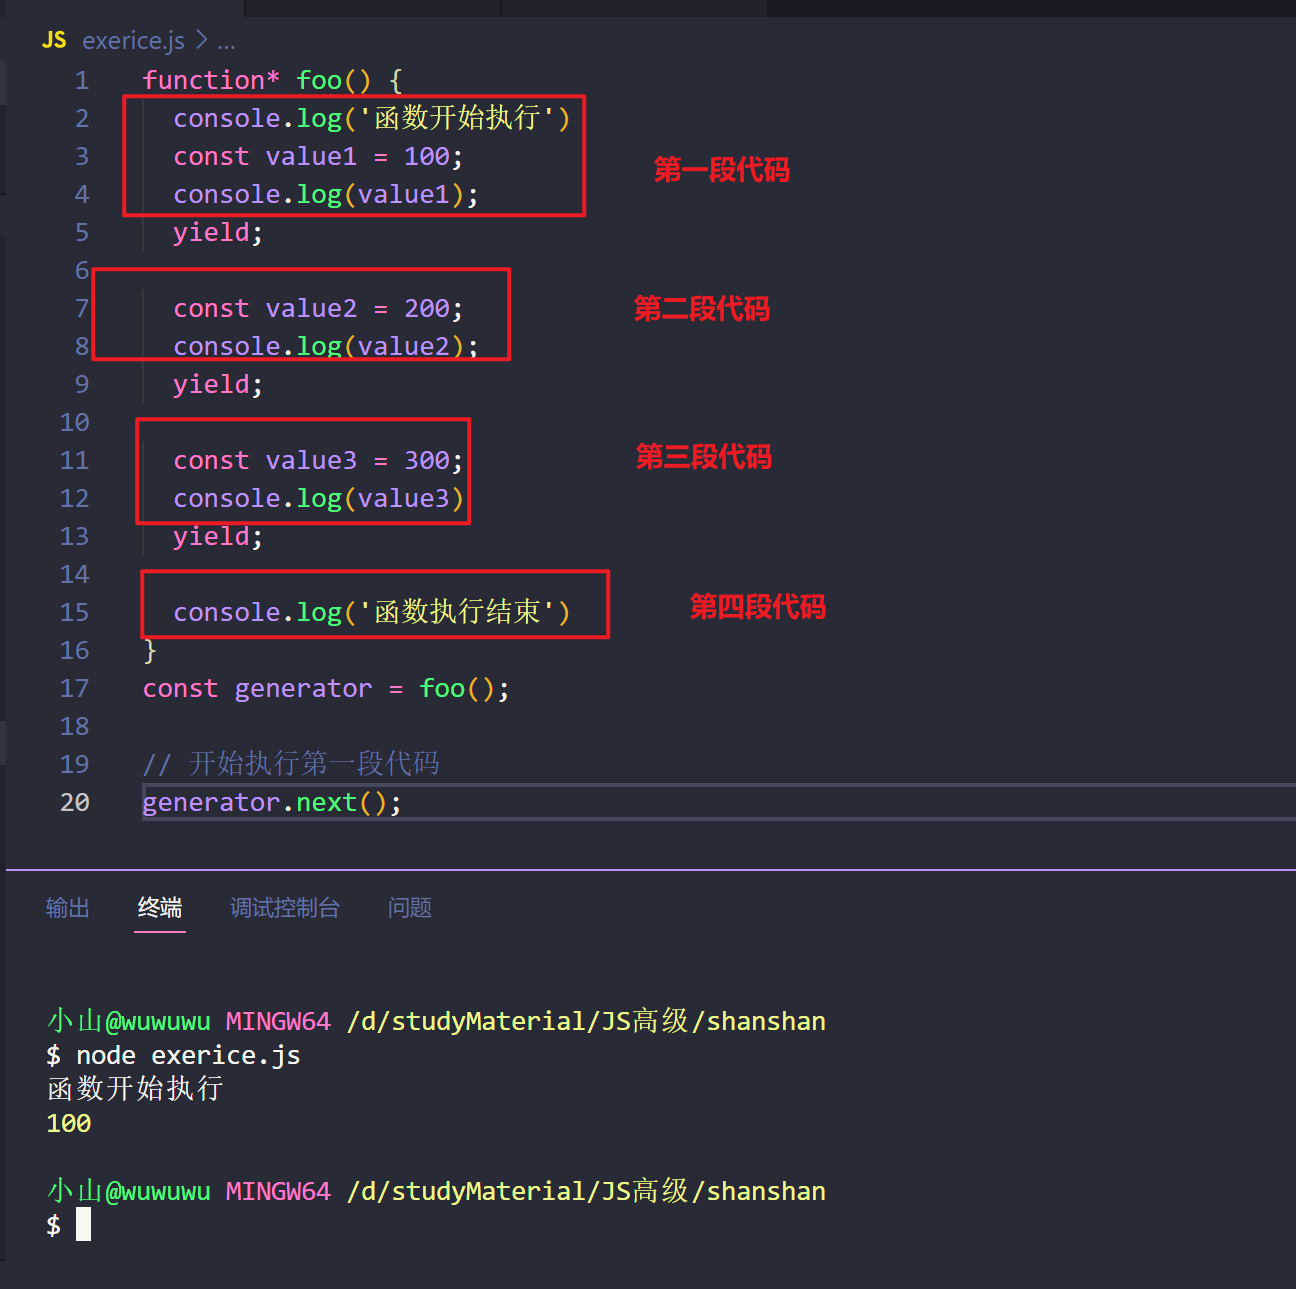 JS exerice.js > ...
1 function* foo() {
2 console.log('函数开始执行')
3 const value1 = 100;
第一段代码
4 console.log(value1);
5 yield;
6
7 const value2 = 200;
第二段代码
8 console.log(value2);
9 yield;
10
11 const value3 = 300;
第三段代码
12 console.log(value3)
13 yield;
14
15 console.log('函数执行结束')
第四段代码
16 }
17 const generator = foo();
18
19 // 开始执行第一段代码
20 generator.next();
输出 终端 调试控制台 问题
小山@wuwuwu MINGW64 /d/studyMaterial/JS高级/shanshan
$ node exerice.js
函数开始执行
100
小山@wuwuwu MINGW64 /d/studyMaterial/JS高级/shanshan
$